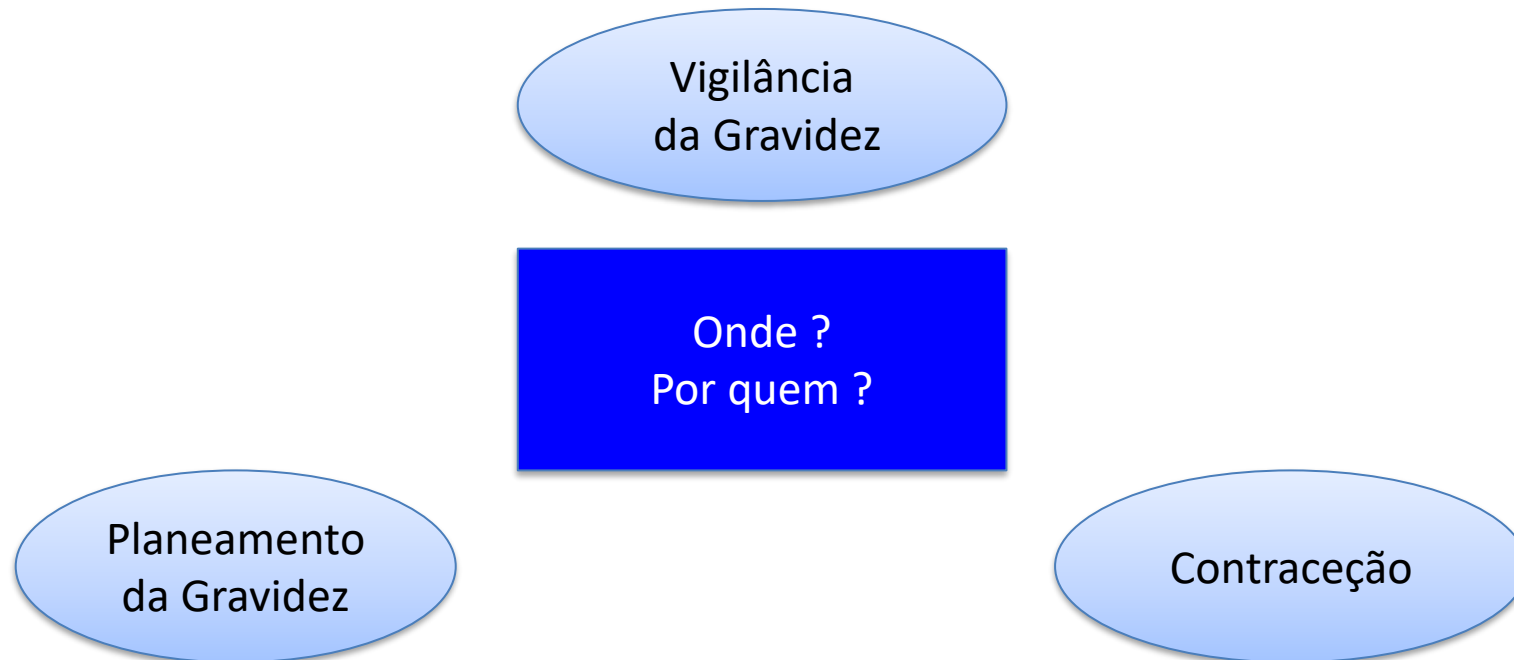 Vigilância
da Gravidez
Onde ?
Por quem ?
Planeamento
da Gravidez
Contraceção